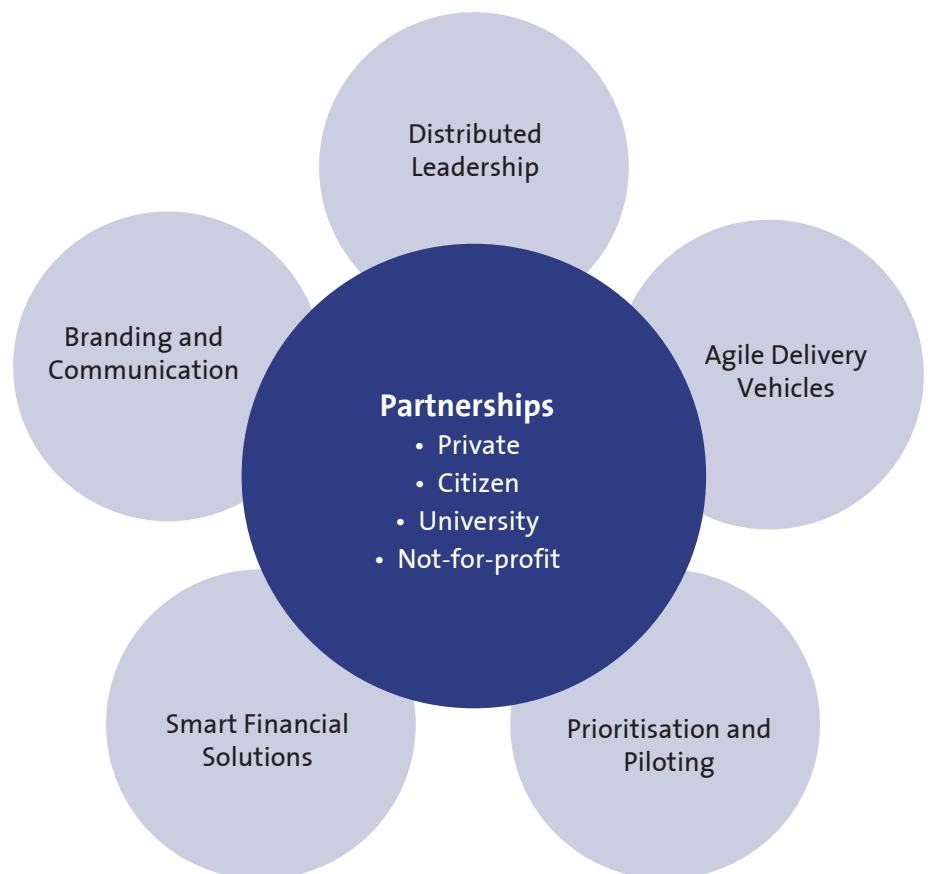 Distributed
Leadership
Branding and
Communication
Agile Delivery
Vehicles
Partnerships
• Private
• Citizen
• University
• Not-for-profit
Smart Financial
Solutions
Prioritisation and
Piloting